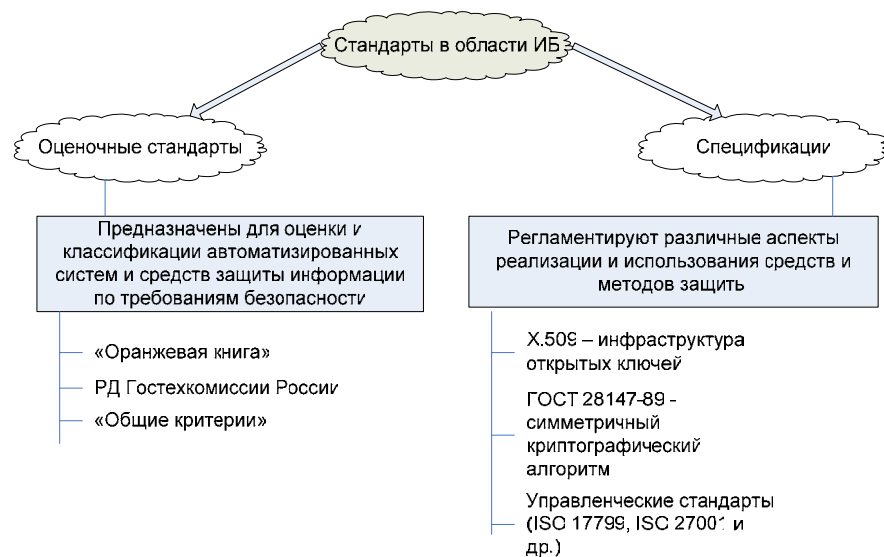 Стандарты в области ИБ
Оценочные стандарты
Спецификации
Предназначены для оценки и
классификации автоматизированных
систем и средств защиты информации
по требованиям безопасности
«Оранжевая книга»
РД Гостехкомиссии России
«Общие критерии»
Регламентируют различные аспекты
реализации и использования средств и
методов защить
X.509 – инфраструктура
открытых ключей
ГОСТ 28147-89 -
симметричный
криптографический
алгоритм
Управленческие стандарты
(ISO 17799, ISO 27001 и
др.)